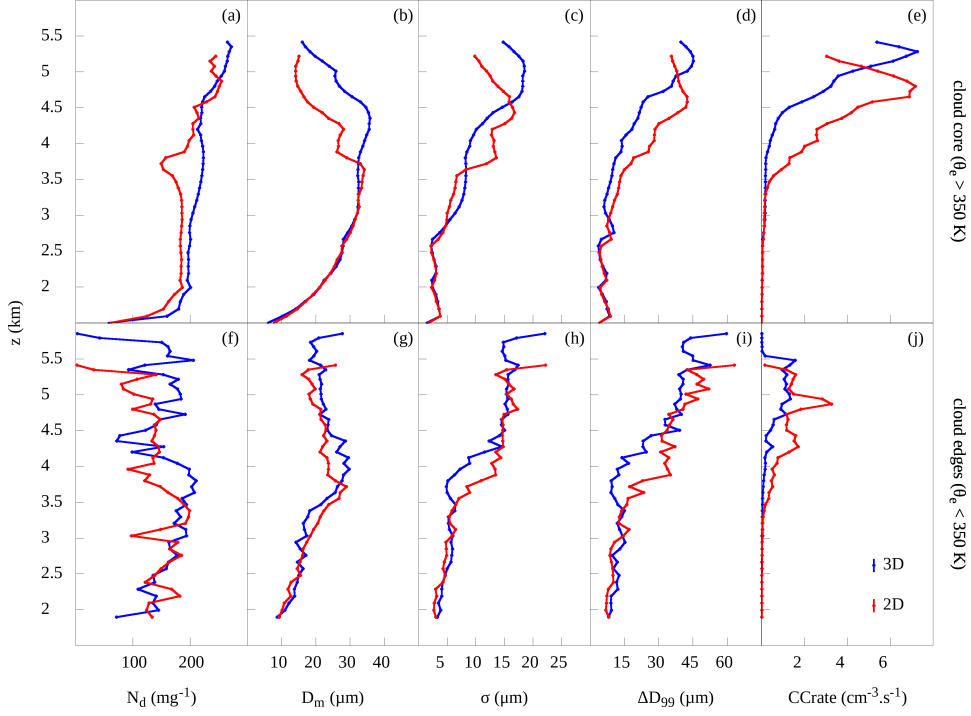 (a) (b) (c) (d) (e)
5.5
5
4.5
4
3.5
3
2.5
2
cloud core (θe > 350 K)
z (km)
(f) (g) (h) (i) (j)
5.5
5
4.5
4
3.5
3
2.5
2
cloud edges (θe < 350 K)
3D
2D
100 200 10 20 30 40 5 10 15 20 25 15 30 45 60 2 4 6
Nd (mg-1) Dm (µm) σ (µm) ΔD99 (µm) CCrate (cm-3.s-1)